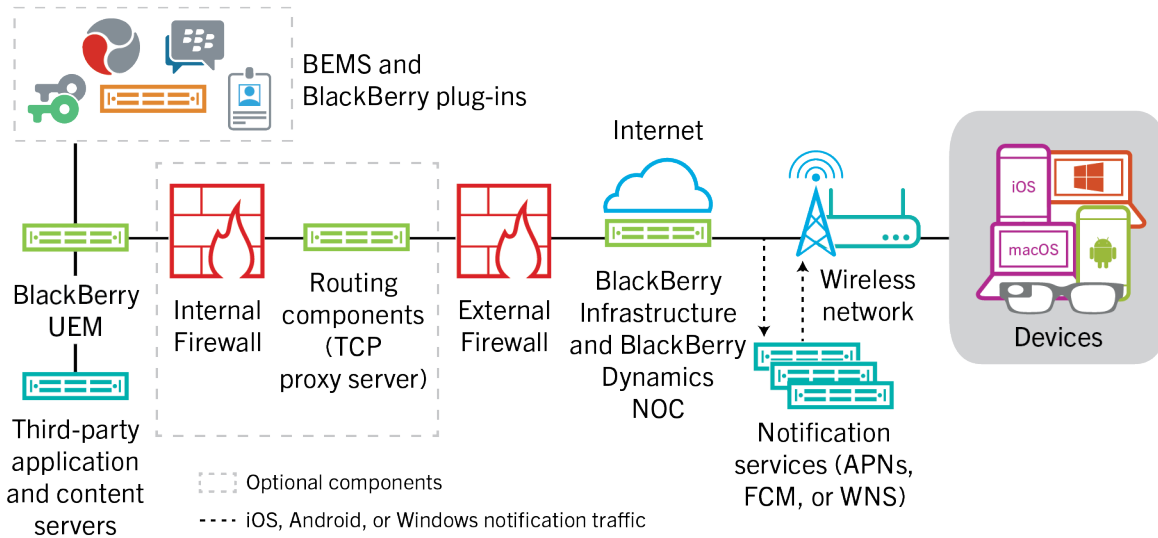 BEMS and
BlackBerry plug-ins
Internet
iOS
macOS
BlackBerry
UEM
Internal
Firewall
Routing
components
(TCP
proxy server)
External
Firewall
BlackBerry
Infrastructure
and BlackBerry
Dynamics
NOC
Wireless
network
Devices
Third-party
application
and content
servers
Notification
services (APNs,
FCM, or WNS)
Optional components
iOS, Android, or Windows notification traffic